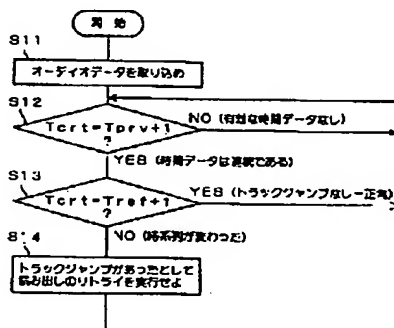 開始
S11
オーディオデータを取り込め
S12
Tcrt=Tprv+1
?
NO (有効な時間データなし)
YES (時間データは連続である)
S13
Tcrt=Tref+1
?
YES (トラックジャンプなし―正常)
NO (時系列が変わった)
S14
トラックジャンプがあったとして
読み出しのリトライを実行せよ